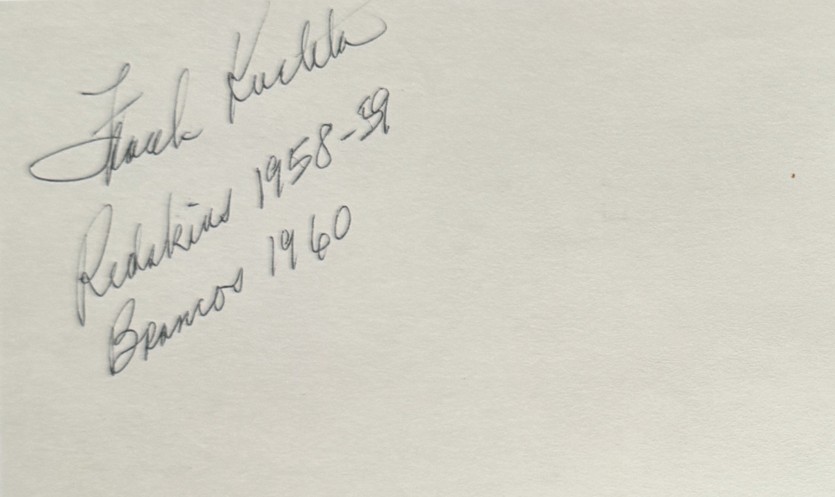 Frank Kuchta
Redskins 1958-59
Broncos 1960